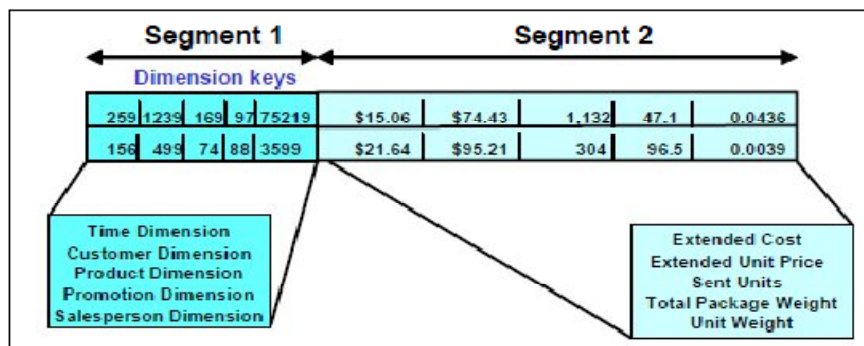 Segment 1 Segment 2
Dimension keys
259 1239 169 97 75219 $15.06 $74.43 1,132 47.1 0.0436
156 499 74 88 3599 $21.64 $95.21 304 96.5 0.0039
Time Dimension
Customer Dimension
Product Dimension
Promotion Dimension
Salesperson Dimension
Extended Cost
Extended Unit Price
Sent Units
Total Package Weight
Unit Weight